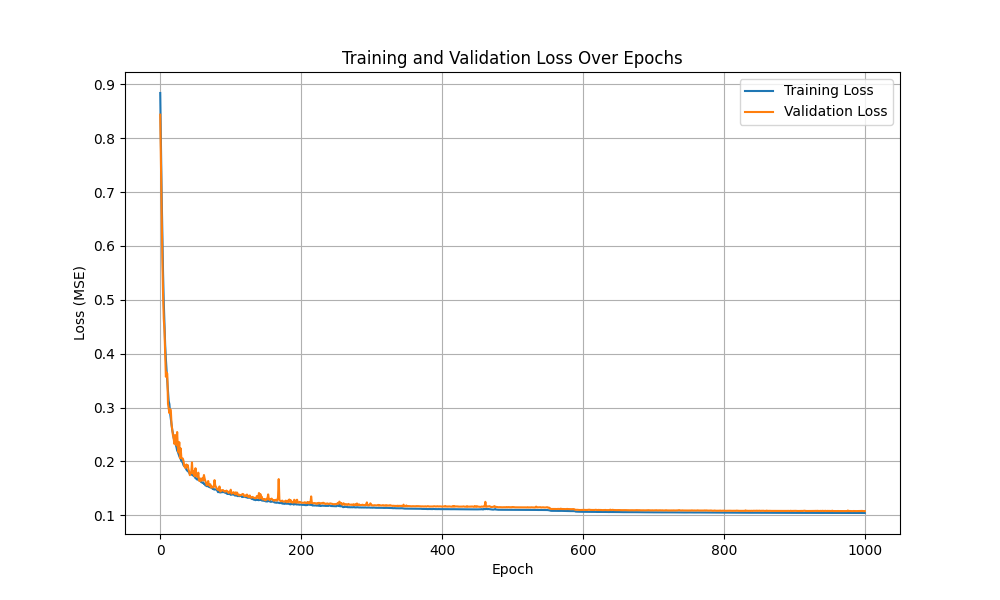 Training and Validation Loss Over Epochs
Training Loss
Validation Loss
Loss (MSE)
0.9
0.8
0.7
0.6
0.5
0.4
0.3
0.2
0.1
0 200 400 600 800 1000
Epoch